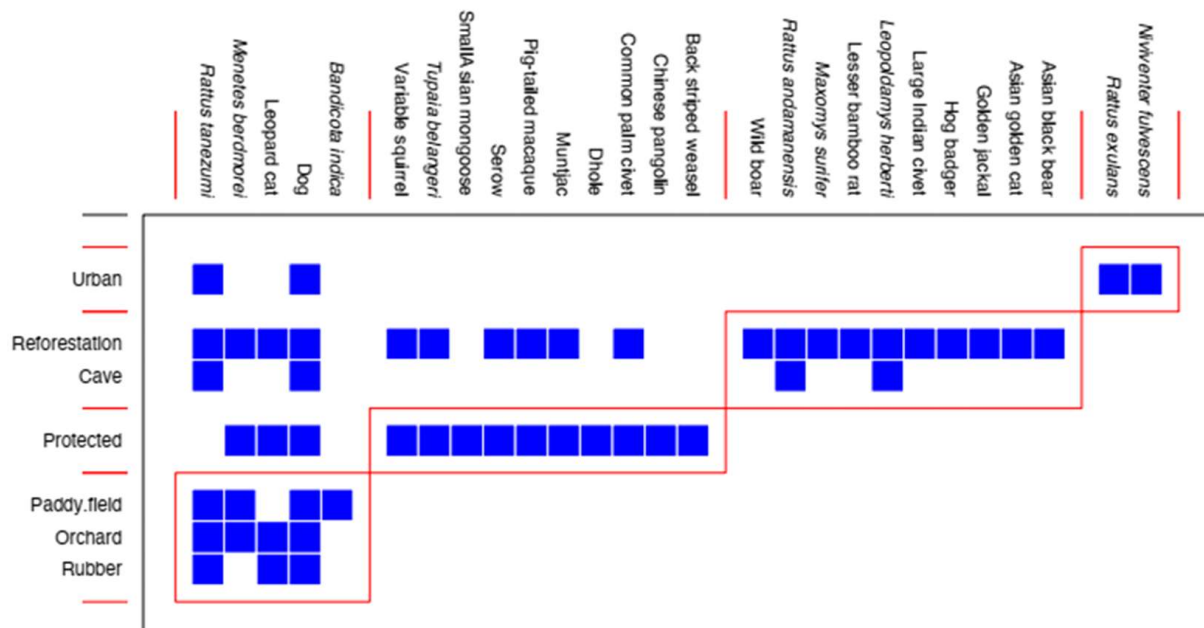 Rattus tanezumi
Menetes berdmorei
Leopard cat
Dog
Bandicota indica
Variable squirrel
Tupaia belangeri
SmallA sian mongoose
Serow
Pig-tailed macaque
Muntjac
Dhole
Common palm civet
Chinese pangolin
Back striped weasel
Wild boar
Rattus andamanensis
Maxomys surifer
Lesser bamboo rat
Leopoldamys herberti
Large Indian civet
Hog badger
Golden jackal
Asian golden cat
Asian black bear
Rattus exulans
Niviventer fulvescens
Urban
Reforestation
Cave
Protected
Paddy.field
Orchard
Rubber